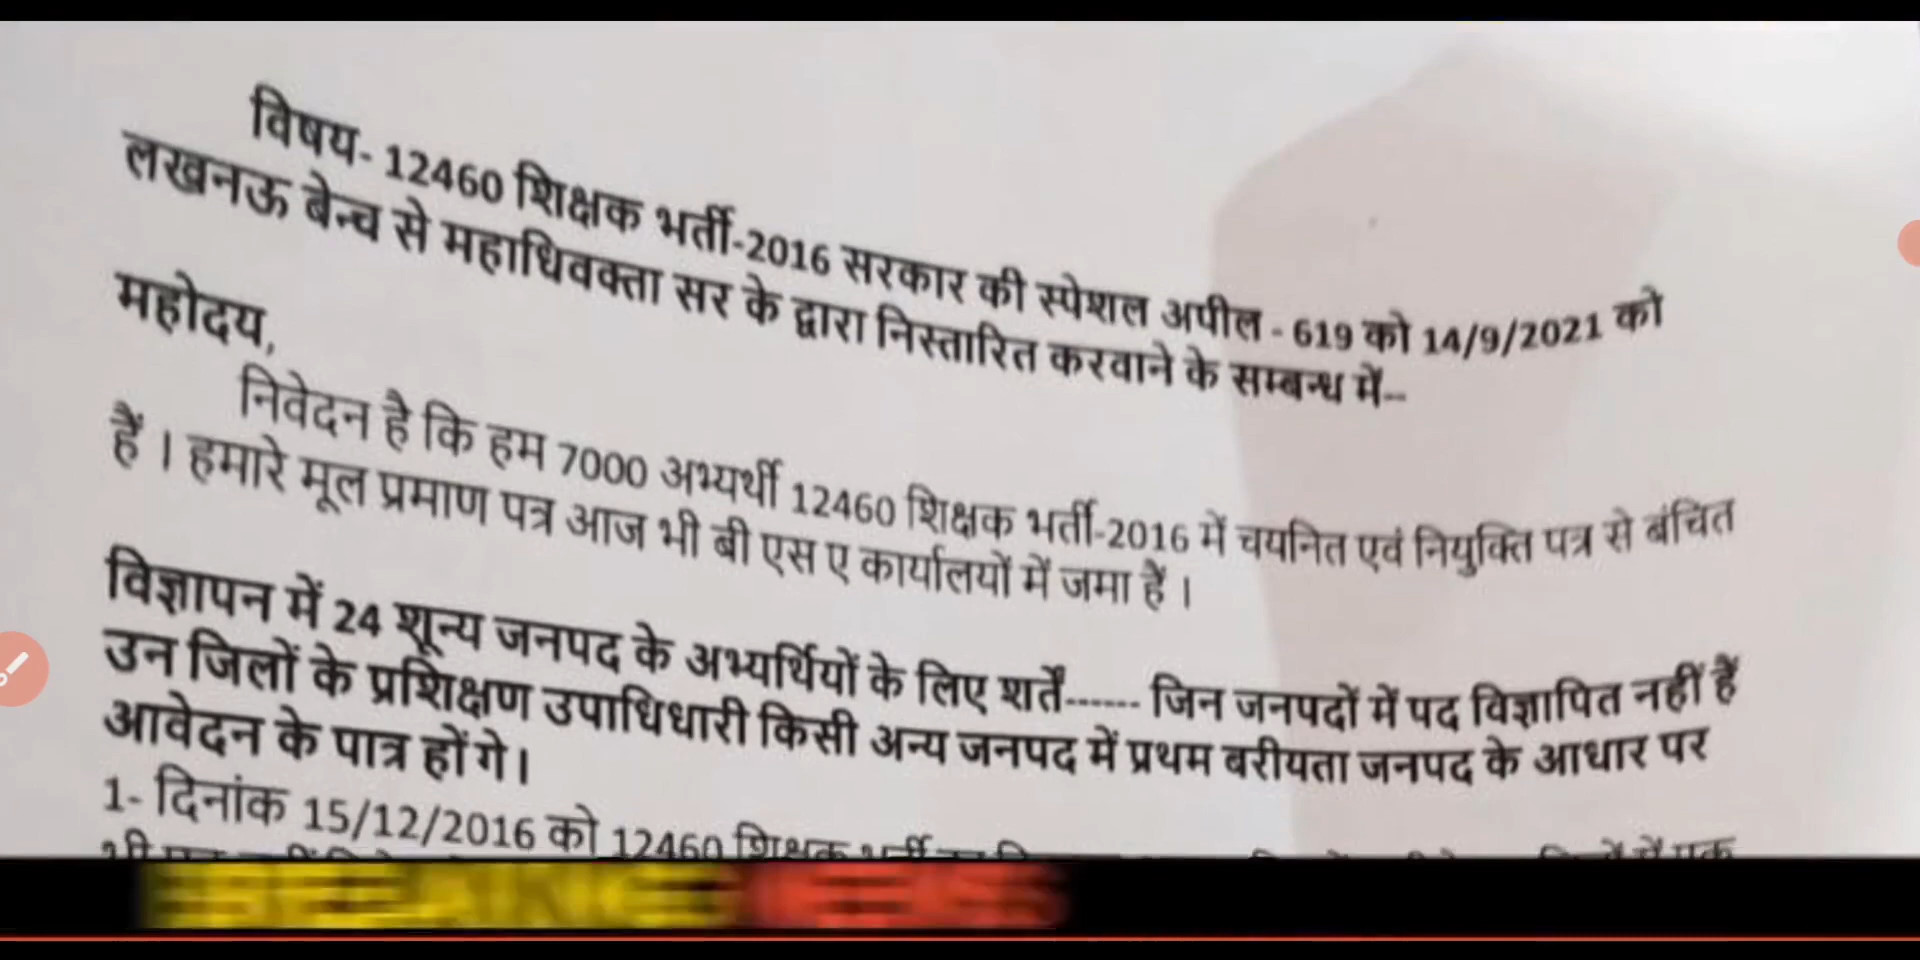 विषय- 12460 शिक्षक भर्ती-2016 सरकार की स्पेशल अपील - 619 को 14/9/2021 को
लखनऊ बेन्च से महाधिवक्ता सर के द्वारा निस्तारित करवाने के सम्बन्ध में--
महोदय,
निवेदन है कि हम 7000 अभ्यर्थी 12460 शिक्षक भर्ती-2016 में चयनित एवं नियुक्ति पत्र से बंचित
हैं । हमारे मूल प्रमाण पत्र आज भी बी एस ए कार्यालयों में जमा हैं ।
विज्ञापन में 24 शून्य जनपद के अभ्यर्थियों के लिए शर्तें------ जिन जनपदों में पद विज्ञापित नहीं हैं
उन जिलों के प्रशिक्षण उपाधिधारी किसी अन्य जनपद में प्रथम बरीयता जनपद के आधार पर
आवेदन के पात्र हों गे ।
1- दिनांक 15/12/2016 को 12460 शिक्षक भर्ती